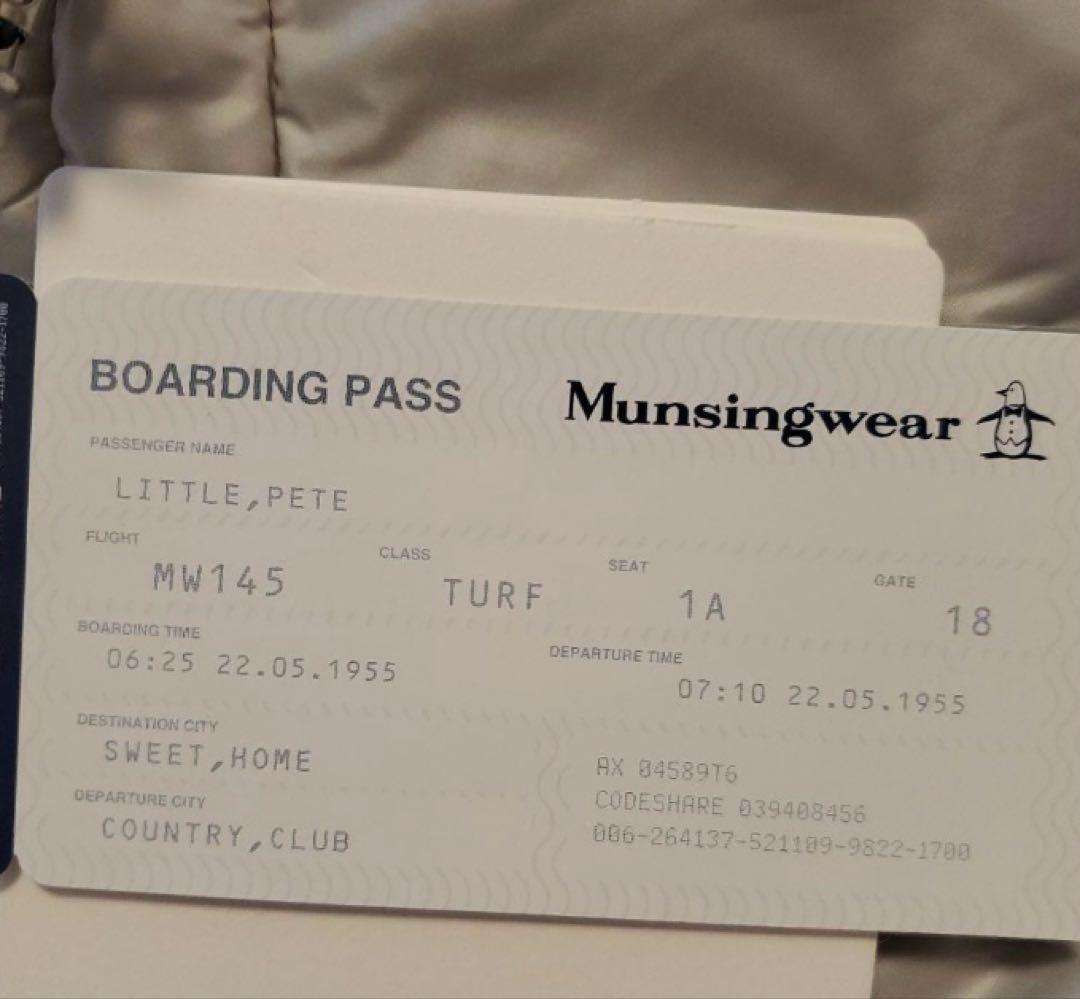 BOARDING PASS
Munsingwear
PASSENGER NAME
LITTLE,PETE
FLIGHT CLASS SEAT GATE
MW145 TURF 1A 18
BOARDING TIME DEPARTURE TIME
06:25 22.05.1955 07:10 22.05.1955
DESTINATION CITY
SWEET,HOME
DEPARTURE CITY
COUNTRY,CLUB
AX 04589T6
CODESHARE 039408456
006-264137-521109-9822-1700